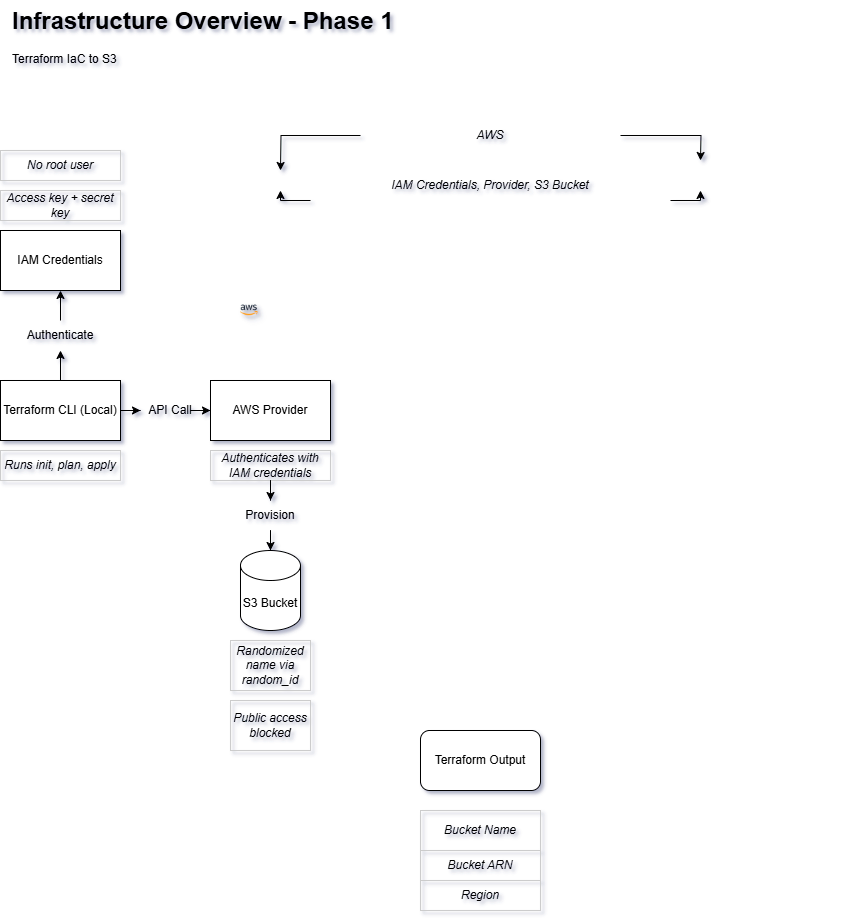 Infrastructure Overview - Phase 1
Terraform IaC to S3
AWS
IAM Credentials, Provider, S3 Bucket
No root user
Access key + secret
key
IAM Credentials
aws
Authenticate
Terraform CLI (Local)
API Call
AWS Provider
Runs init, plan, apply
Authenticates with
IAM credentials
Provision
S3 Bucket
Randomized
name via
random_id
Public access
blocked
Terraform Output
Bucket Name
Bucket ARN
Region